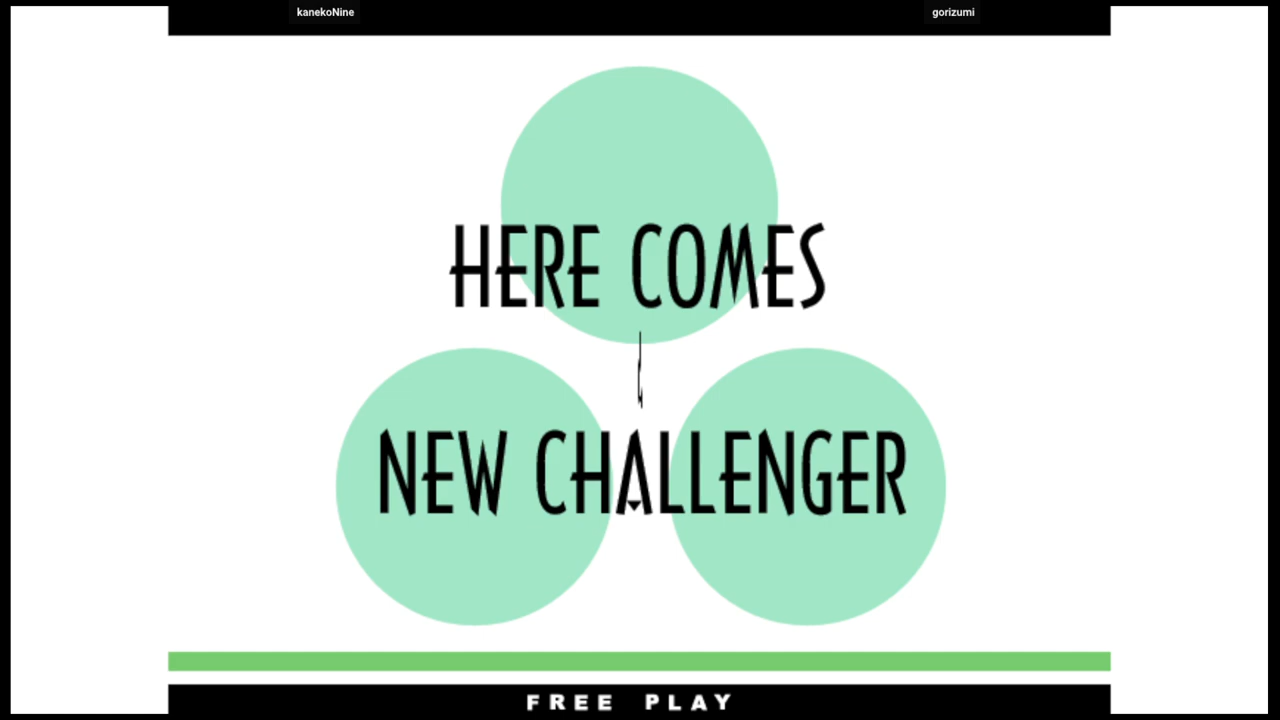 kanekoNine
gorizumi
HERE COMES
NEW CHALLENGER
FREE PLAY